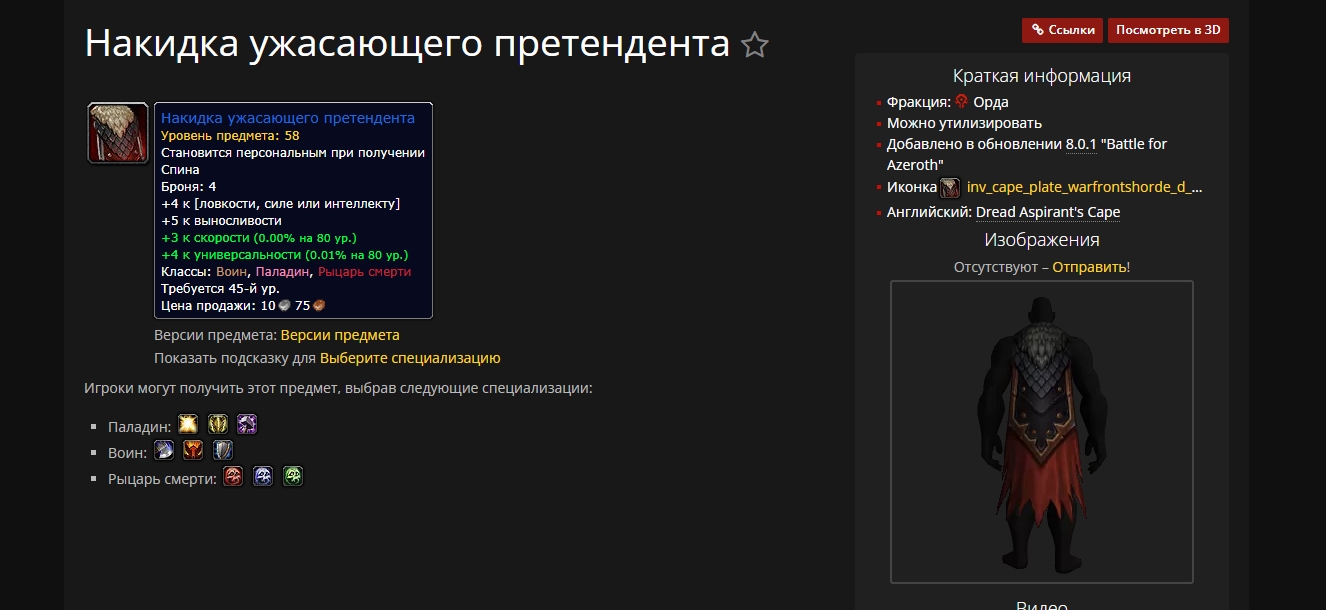 Накидка ужасающего претендента
Накидка ужасающего претендента
Уровень предмета: 58
Становится персональным при получении
Спина
Броня: 4
+4 к [ловкости, силе или интеллекту]
+5 к выносливости
+3 к скорости (0.00% на 80 ур.)
+4 к универсальности (0.01% на 80 ур.)
Классы: Воин, Паладин, Рыцарь смерти
Требуется 45-й ур.
Цена продажи: 10 75
Версии предмета: Версии предмета
Показать подсказку для Выберите специализацию
Игроки могут получить этот предмет, выбрав следующие специализации:
Паладин:
Воин:
Рыцарь смерти:
Ссылки
Посмотреть в 3D
Краткая информация
Фракция: Орда
Можно утилизировать
Добавлено в обновлении 8.0.1 "Battle for
Azeroth"
Иконка inv_cape_plate_warfrontshorde_d_...
Английский: Dread Aspirant's Cape
Изображения
Отсутствуют – Отправить!
Видео